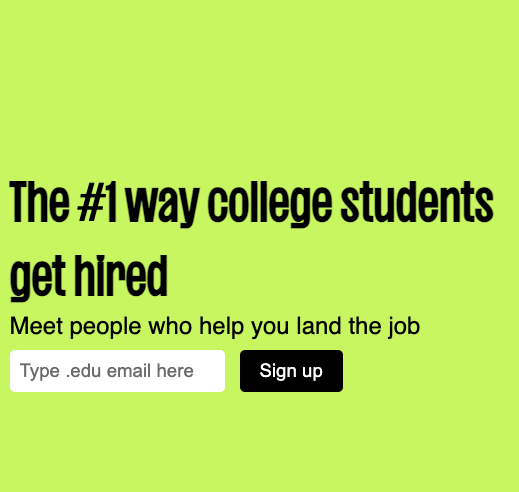 The #1 way college students
get hired
Meet people who help you land the job
Type .edu email here
Sign up